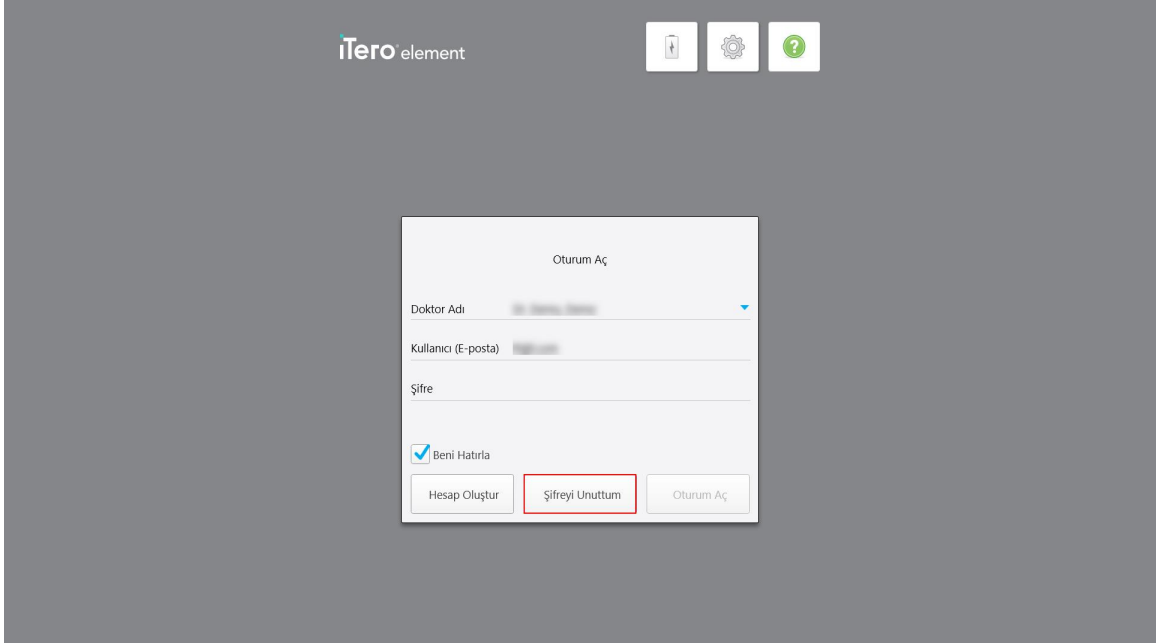 iTero element
Oturum Aç
Doktor Adı
Kullanıcı (E-posta)
Şifre
Beni Hatırla
Hesap Oluştur Şifreyi Unuttum Oturum Aç